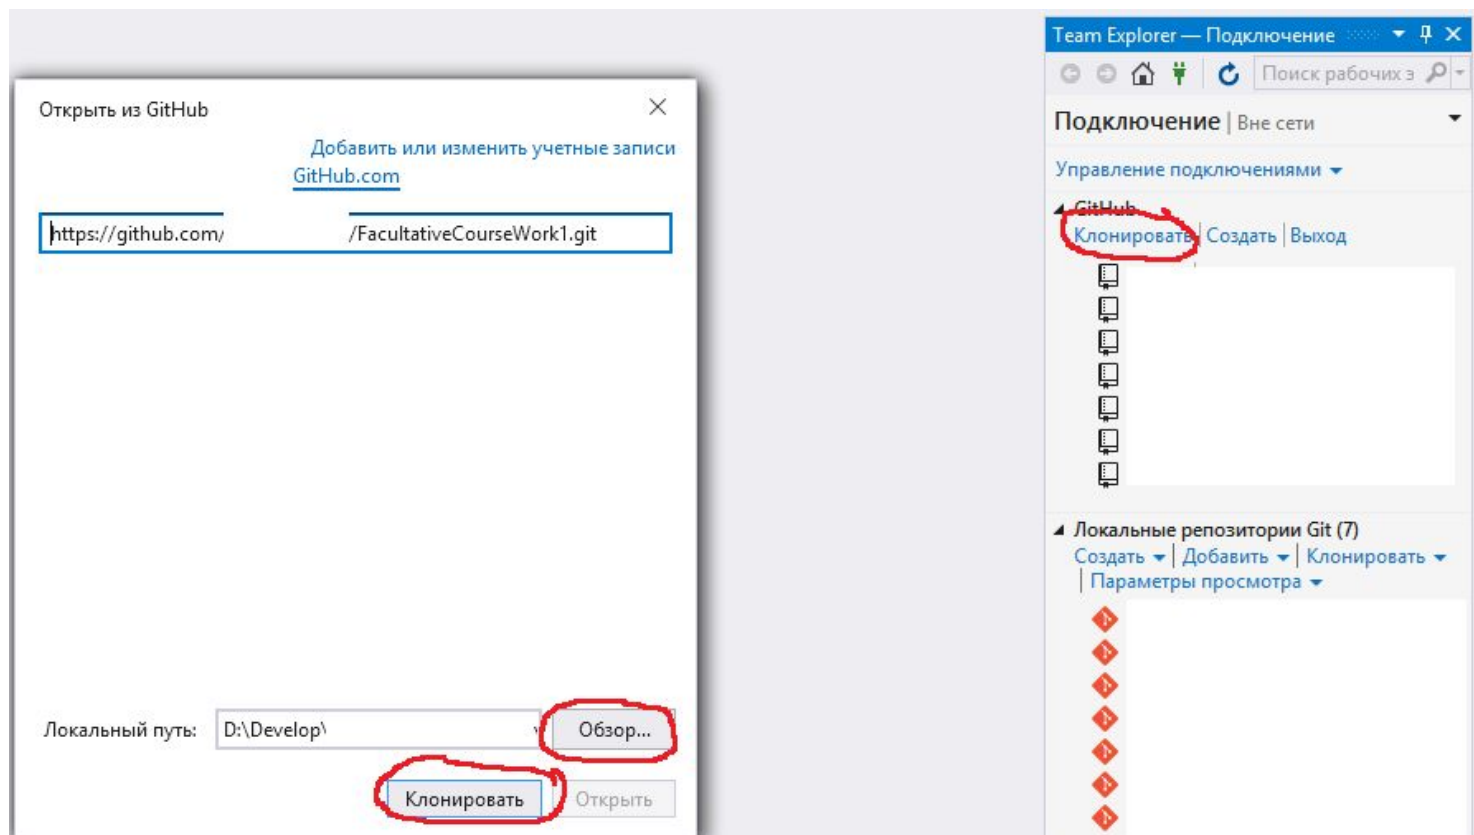 Открыть из GitHub
Добавить или изменить учетные записи
GitHub.com
https://github.com/ /FacultativeCourseWork1.git
Локальный путь: D:\Develop\ Обзор...
Клонировать Открыть
Team Explorer — Подключение
Поиск рабочих э
Подключение | Вне сети
Управление подключениями
GitHub
Клонировать Создать Выход
Локальные репозитории Git (7)
Создать Добавить Клонировать
Параметры просмотра